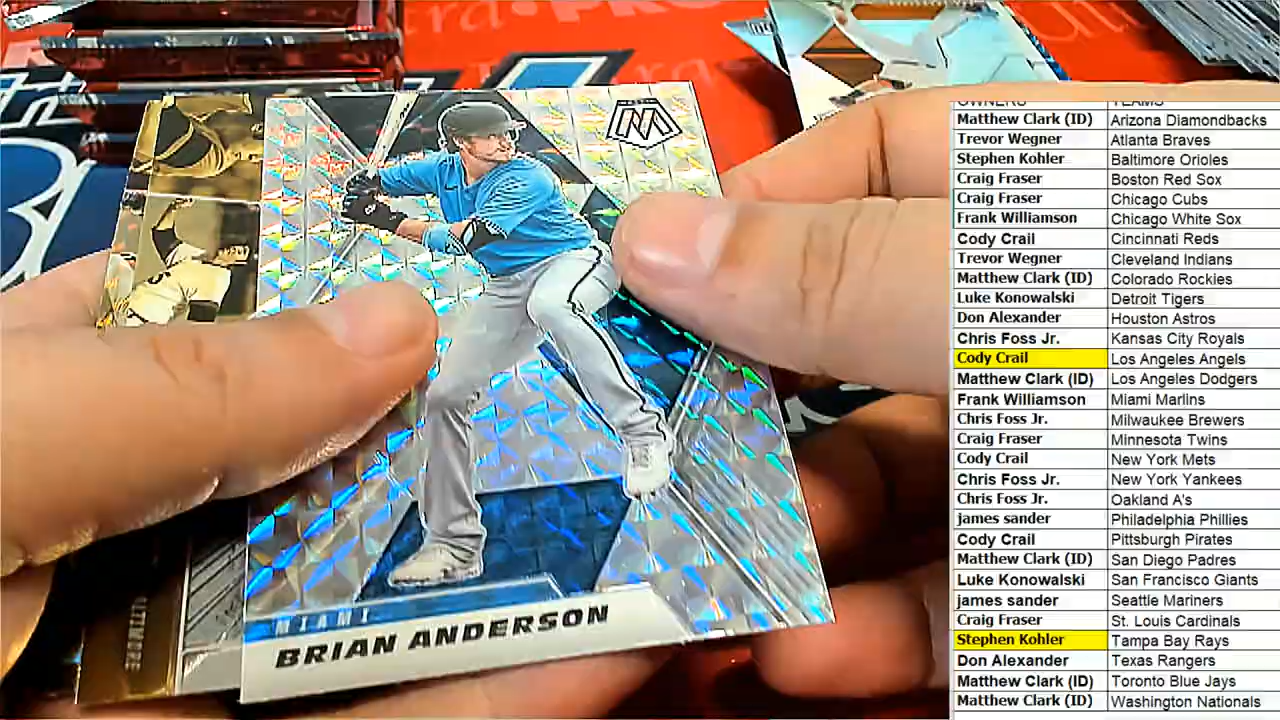 OWNERS TEAMS
Matthew Clark (ID) Arizona Diamondbacks
Trevor Wegner Atlanta Braves
Stephen Kohler Baltimore Orioles
Craig Fraser Boston Red Sox
Craig Fraser Chicago Cubs
Frank Williamson Chicago White Sox
Cody Crail Cincinnati Reds
Trevor Wegner Cleveland Indians
Matthew Clark (ID) Colorado Rockies
Luke Konowalski Detroit Tigers
Don Alexander Houston Astros
Chris Foss Jr. Kansas City Royals
Cody Crail Los Angeles Angels
Matthew Clark (ID) Los Angeles Dodgers
Frank Williamson Miami Marlins
Chris Foss Jr. Milwaukee Brewers
Craig Fraser Minnesota Twins
Cody Crail New York Mets
Chris Foss Jr. New York Yankees
Chris Foss Jr. Oakland A's
james sander Philadelphia Phillies
Cody Crail Pittsburgh Pirates
Matthew Clark (ID) San Diego Padres
Luke Konowalski San Francisco Giants
james sander Seattle Mariners
Craig Fraser St. Louis Cardinals
Stephen Kohler Tampa Bay Rays
Don Alexander Texas Rangers
Matthew Clark (ID) Toronto Blue Jays
Matthew Clark (ID) Washington Nationals
MIAMI
BRIAN ANDERSON